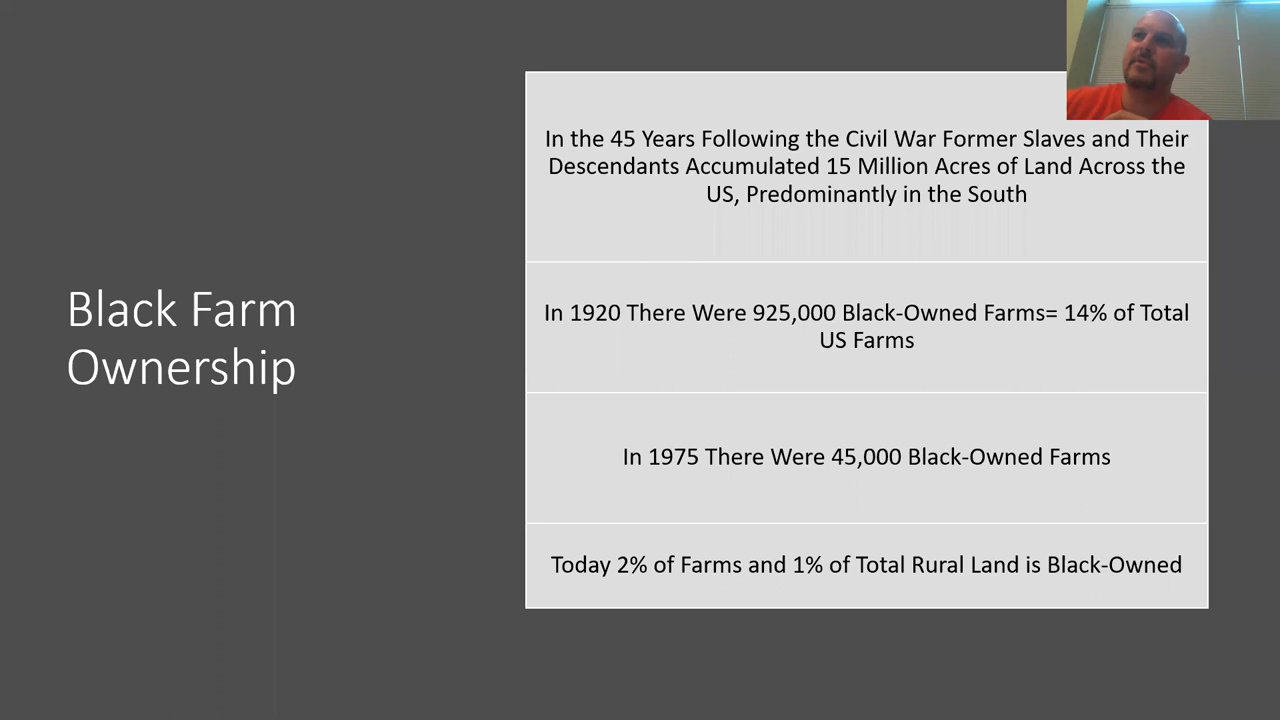 Black Farm
Ownership
In the 45 Years Following the Civil War Former Slaves and Their
Descendants Accumulated 15 Million Acres of Land Across the
US, Predominantly in the South
In 1920 There Were 925,000 Black-Owned Farms= 14% of Total
US Farms
In 1975 There Were 45,000 Black-Owned Farms
Today 2% of Farms and 1% of Total Rural Land is Black-Owned